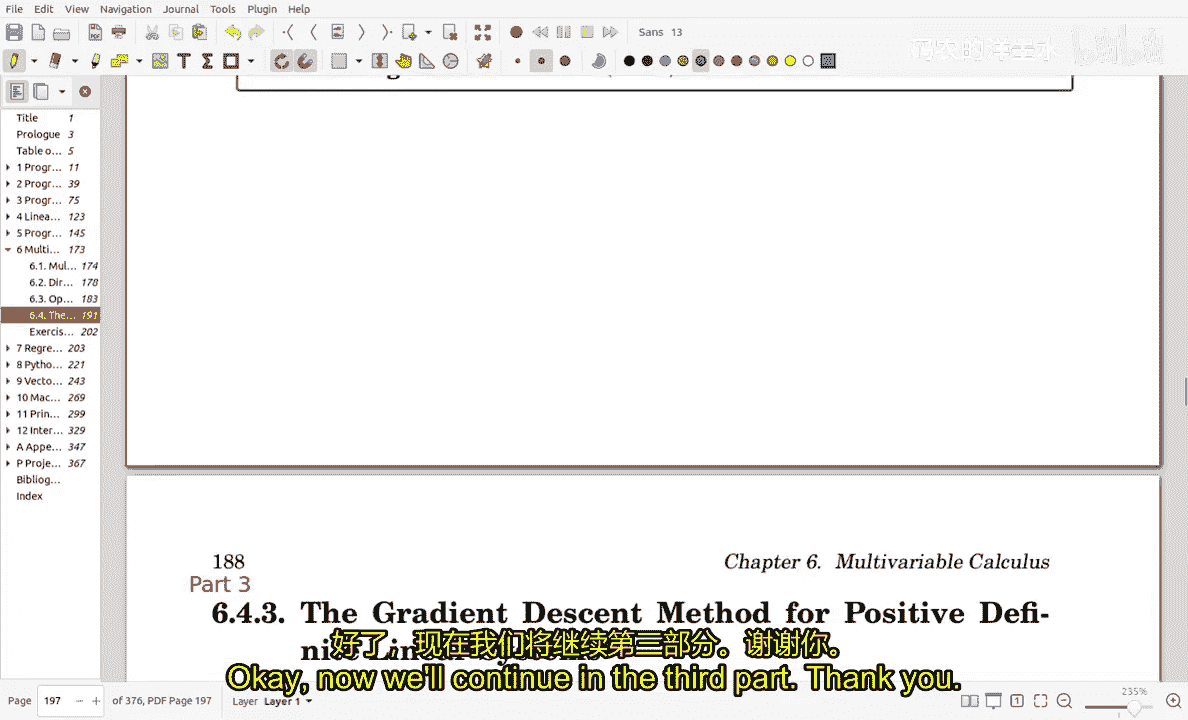 File Edit View Navigation Journal Tools Plugin Help
Sans 13
Title 1
Prologue 3
Table o... 5
1 Progr... 11
2 Progr... 39
3 Progr... 75
4 Linea... 123
5 Progr... 145
6 Multi... 173
6.1. Mul... 174
6.2. Dir... 178
6.3. Op... 183
6.4. The... 191
Exercis... 202
7 Regre... 203
8 Pytho... 221
9 Vecto... 243
10 Mac... 269
11 Prin... 299
12 Inter... 329
A Appe... 347
P Proje... 367
Bibliog...
Index
188 Chapter 6. Multivariable Calculus
Part 3
6.4.3. The Gradient Descent Method for Positive Defi-
好了，现在我们将继续第三部分。谢谢你。
Okay, now we'll continue in the third part. Thank you.
Page 197 of 376, PDF Page 197 Layer Layer 1 235%